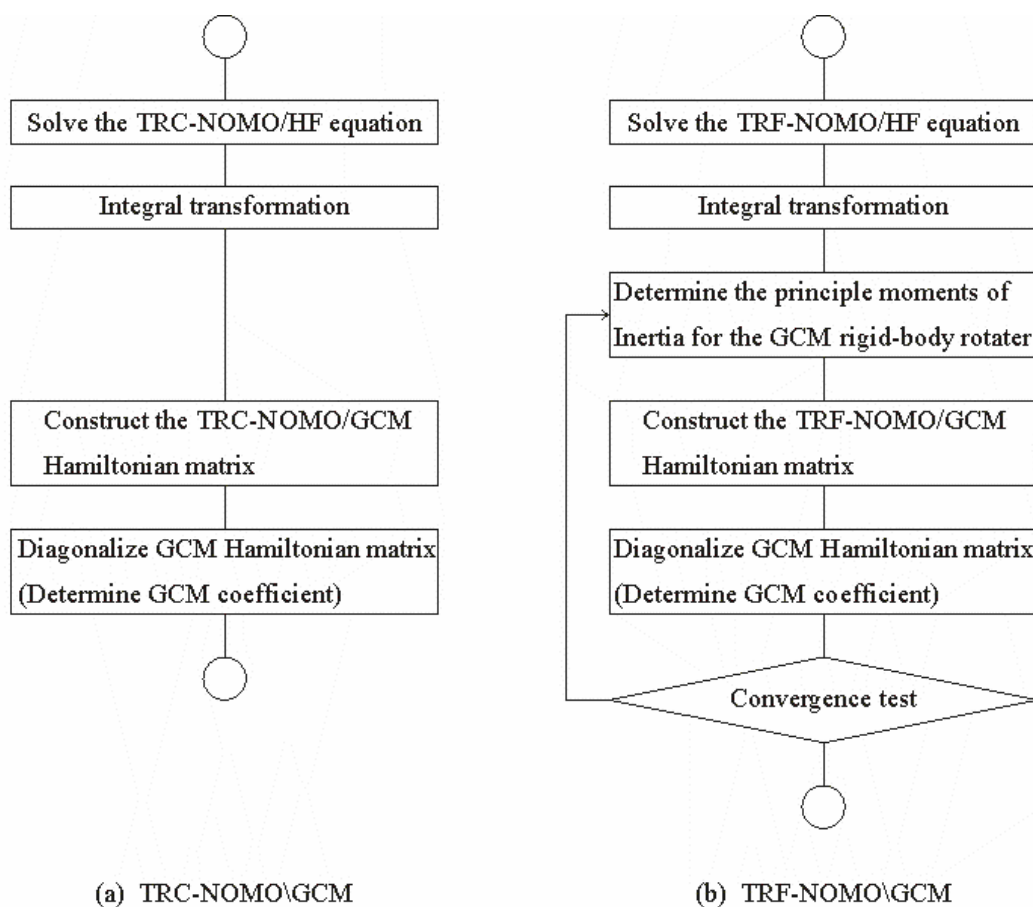 Solve the TRC-NOMO/HF equation
Integral transformation
Construct the TRC-NOMO/GCM
Hamiltonian matrix
Diagonalize GCM Hamiltonian matrix
(Determine GCM coefficient)
(a) TRC-NOMO\GCM
Solve the TRF-NOMO/HF equation
Integral transformation
Determine the principle moments of
Inertia for the GCM rigid-body rotater
Construct the TRF-NOMO/GCM
Hamiltonian matrix
Diagonalize GCM Hamiltonian matrix
(Determine GCM coefficient)
Convergence test
(b) TRF-NOMO\GCM